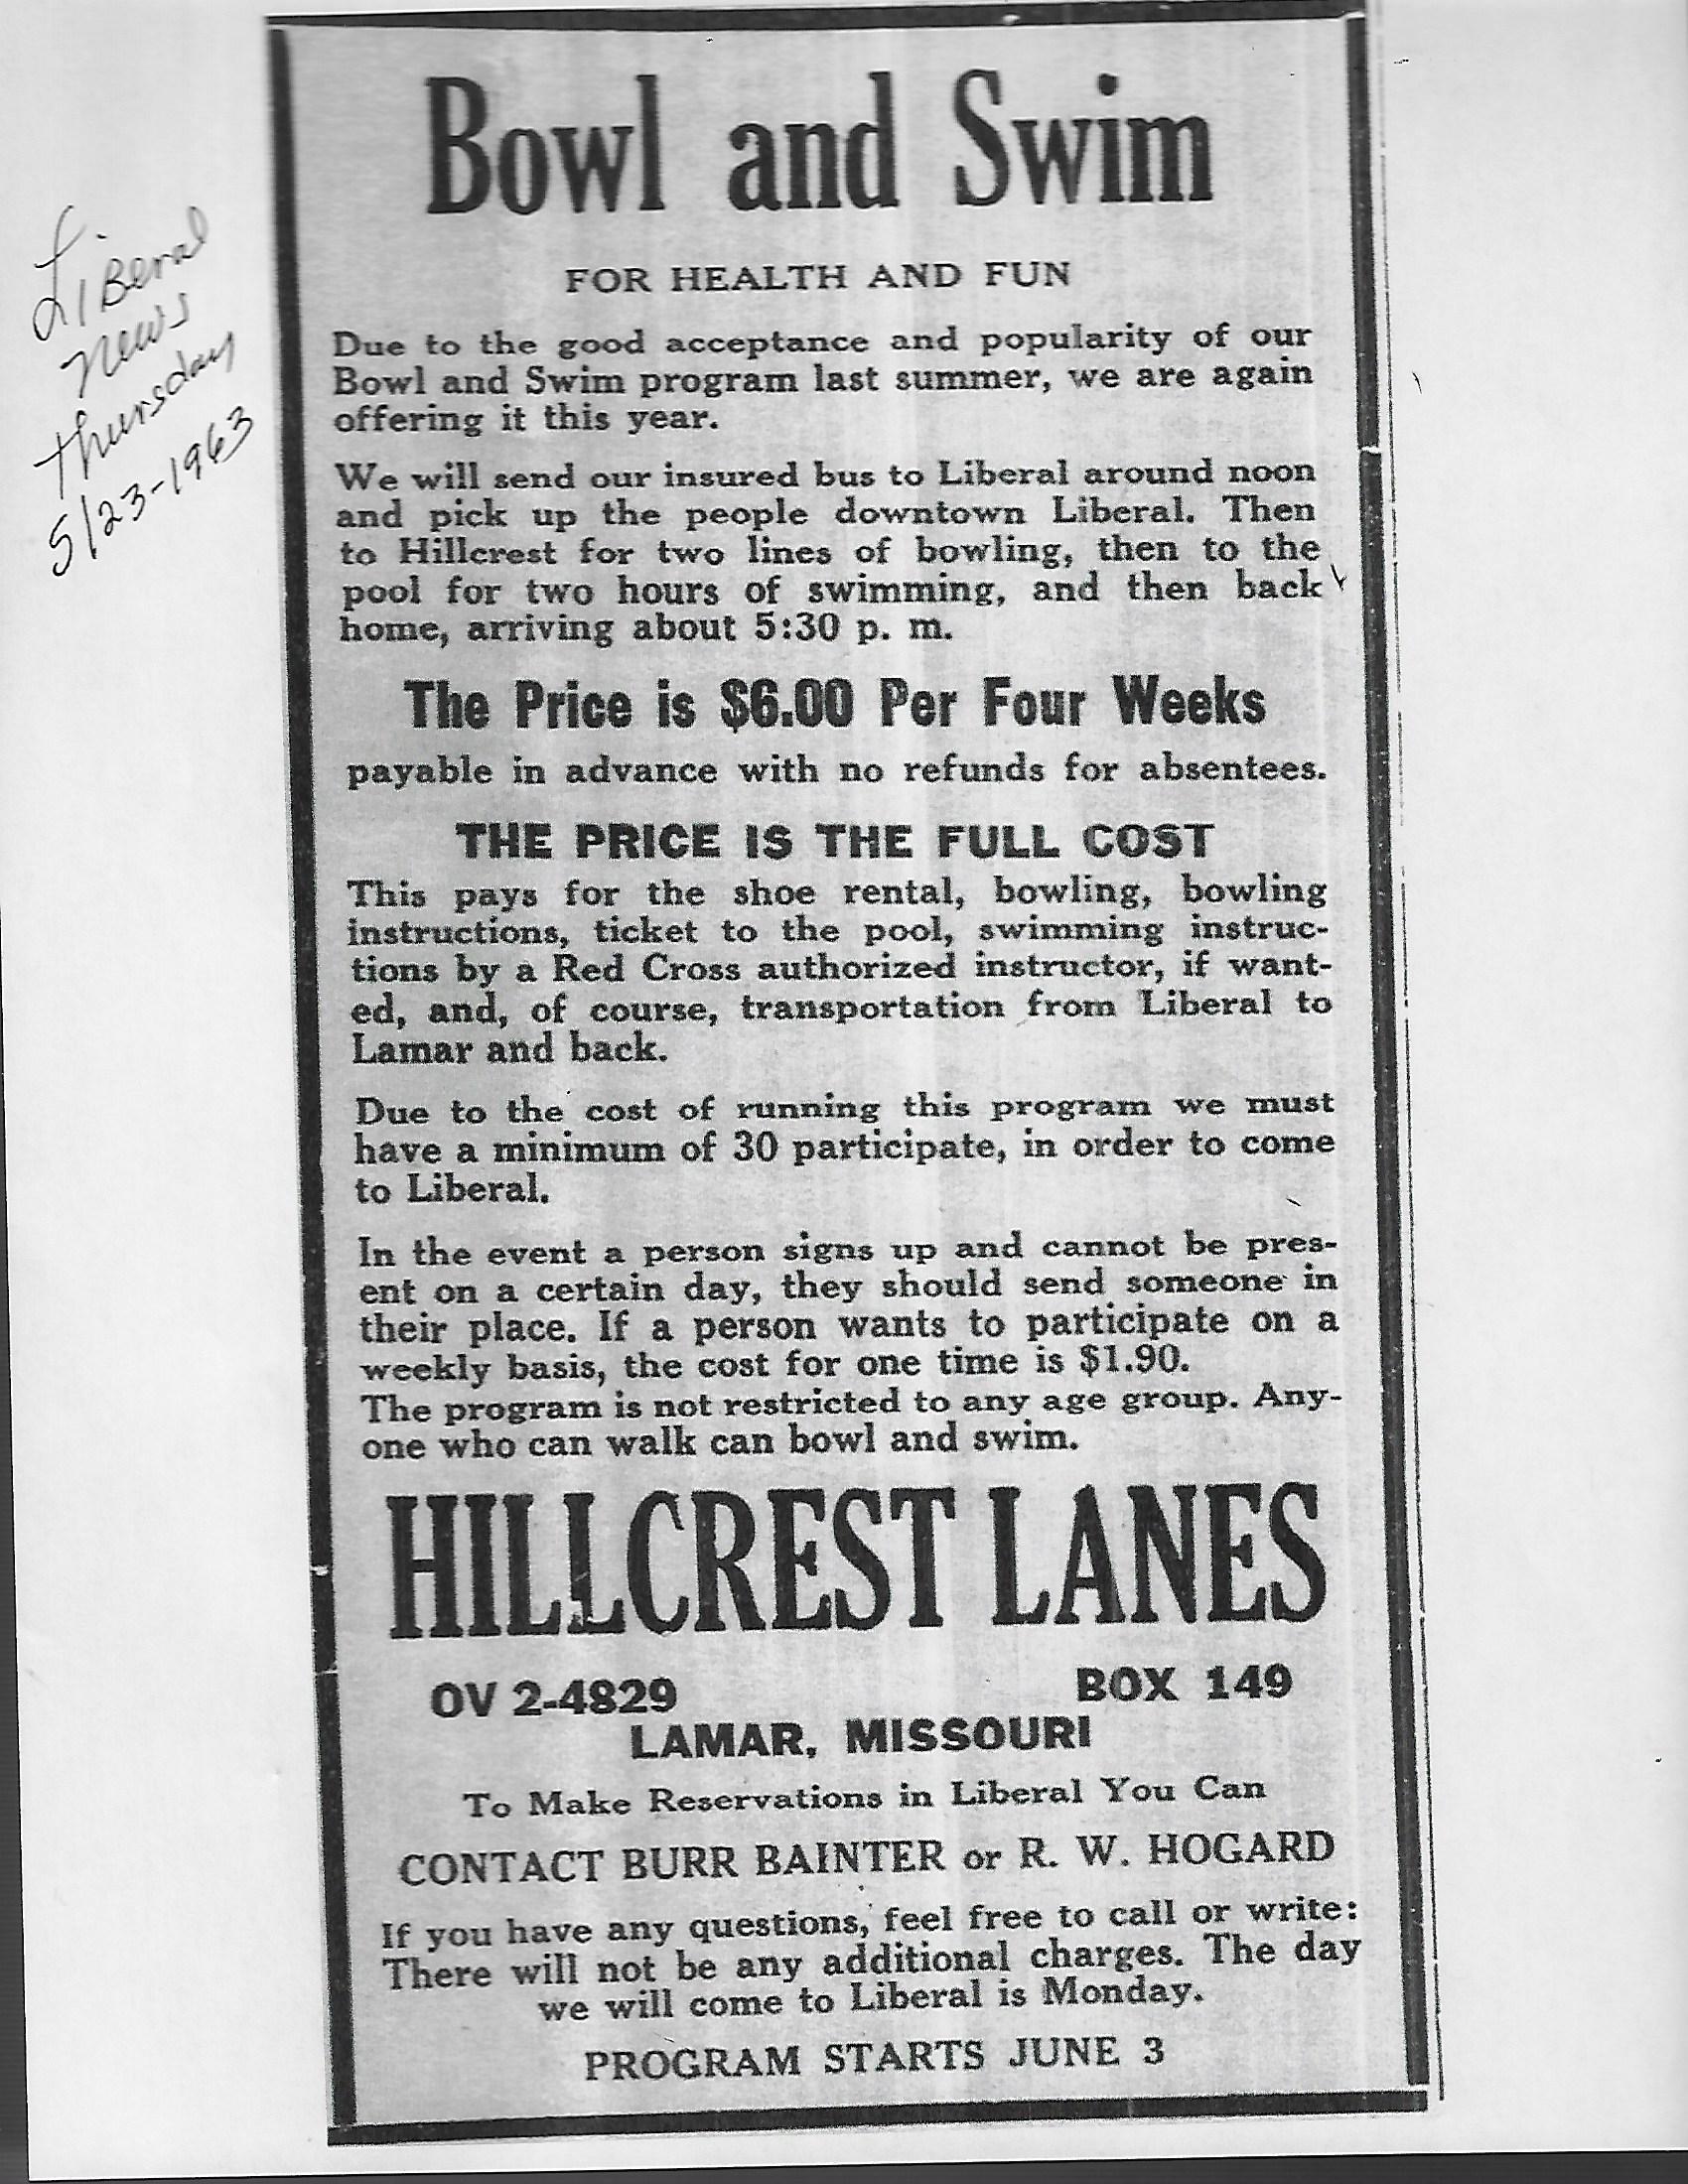 Liberal
News
Thursday
5/23-1963
Bowl and Swim
FOR HEALTH AND FUN
Due to the good acceptance and popularity of our
Bowl and Swim program last summer, we are again
offering it this year.
We will send our insured bus to Liberal around noon
and pick up the people downtown Liberal. Then
to Hillcrest for two lines of bowling, then to the
pool for two hours of swimming, and then back
home, arriving about 5:30 p. m.
The Price is $6.00 Per Four Weeks
payable in advance with no refunds for absentees.
THE PRICE IS THE FULL COST
This pays for the shoe rental, bowling, bowling
instructions, ticket to the pool, swimming instruc-
tions by a Red Cross authorized instructor, if want-
ed, and, of course, transportation from Liberal to
Lamar and back.
Due to the cost of running this program we must
have a minimum of 30 participate, in order to come
to Liberal.
In the event a person signs up and cannot be pres-
ent on a certain day, they should send someone in
their place. If a person wants to participate on a
weekly basis, the cost for one time is $1.90.
The program is not restricted to any age group. Any-
one who can walk can bowl and swim.
HILLCREST LANES
OV 2-4829 BOX 149
LAMAR, MISSOURI
To Make Reservations in Liberal You Can
CONTACT BURR BAINTER or R. W. HOGARD
If you have any questions, feel free to call or write:
There will not be any additional charges. The day
we will come to Liberal is Monday.
PROGRAM STARTS JUNE 3